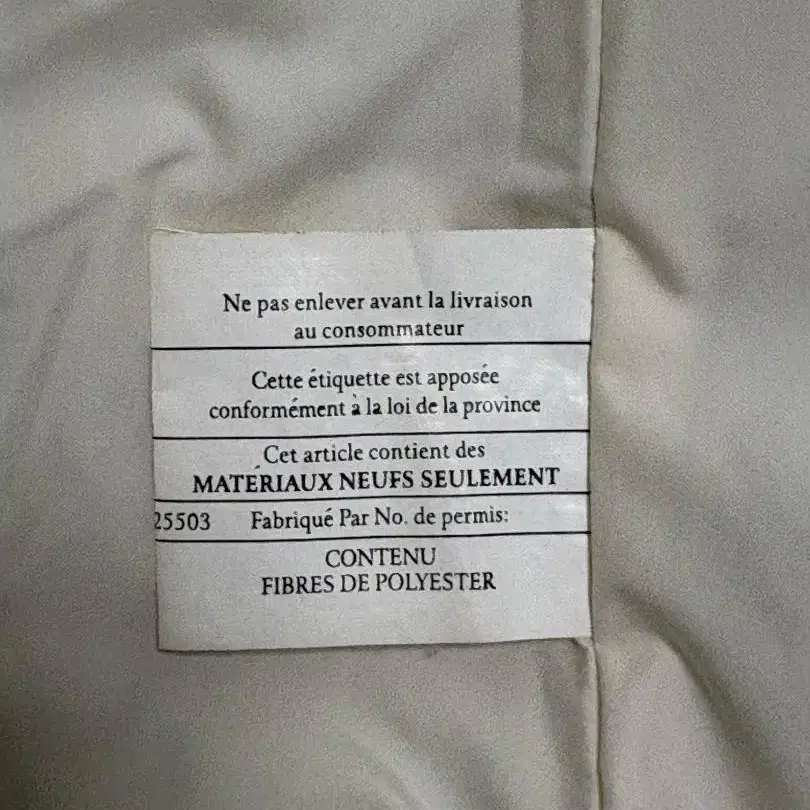 Ne pas enlever avant la livraison
au consommateur
Cette étiquette est apposée
conformément à la loi de la province
Cet article contient des
MATÉRIAUX NEUFS SEULEMENT
25503 Fabriqué Par No. de permis:
CONTENU
FIBRES DE POLYESTER